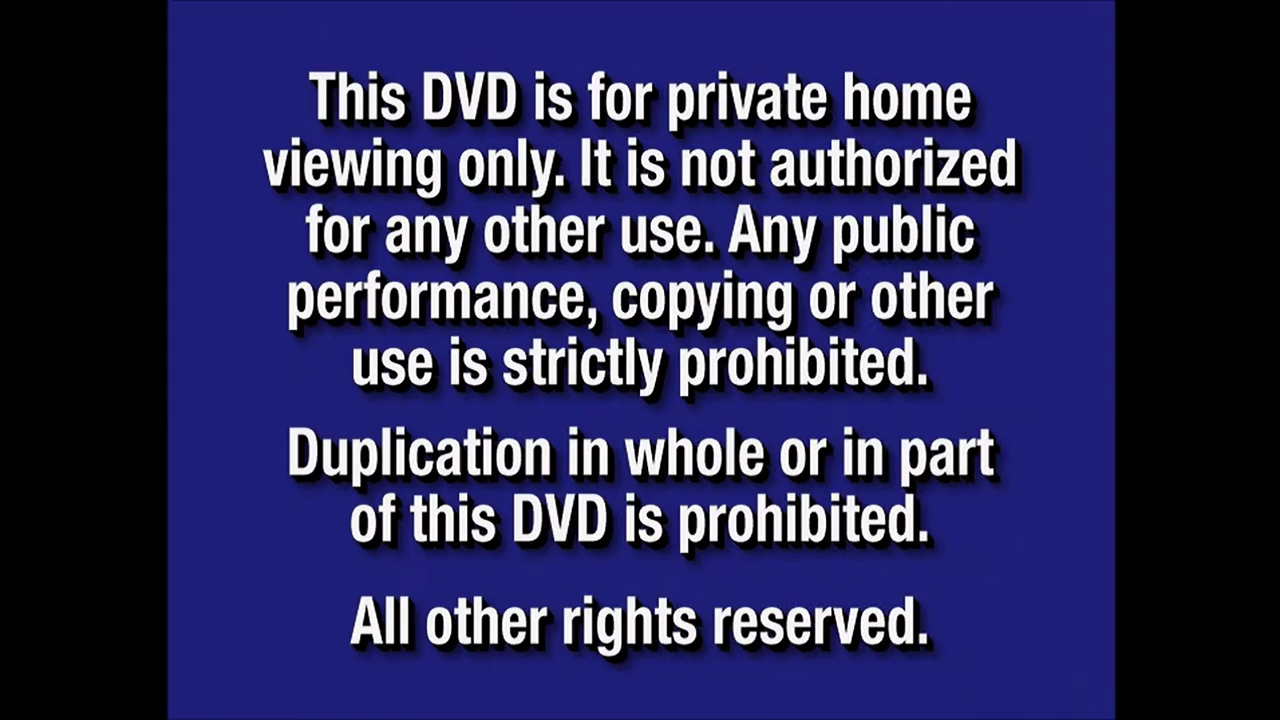 This DVD is for private home
viewing only. It is not authorized
for any other use. Any public
performance, copying or other
use is strictly prohibited.
Duplication in whole or in part
of this DVD is prohibited.
All other rights reserved.